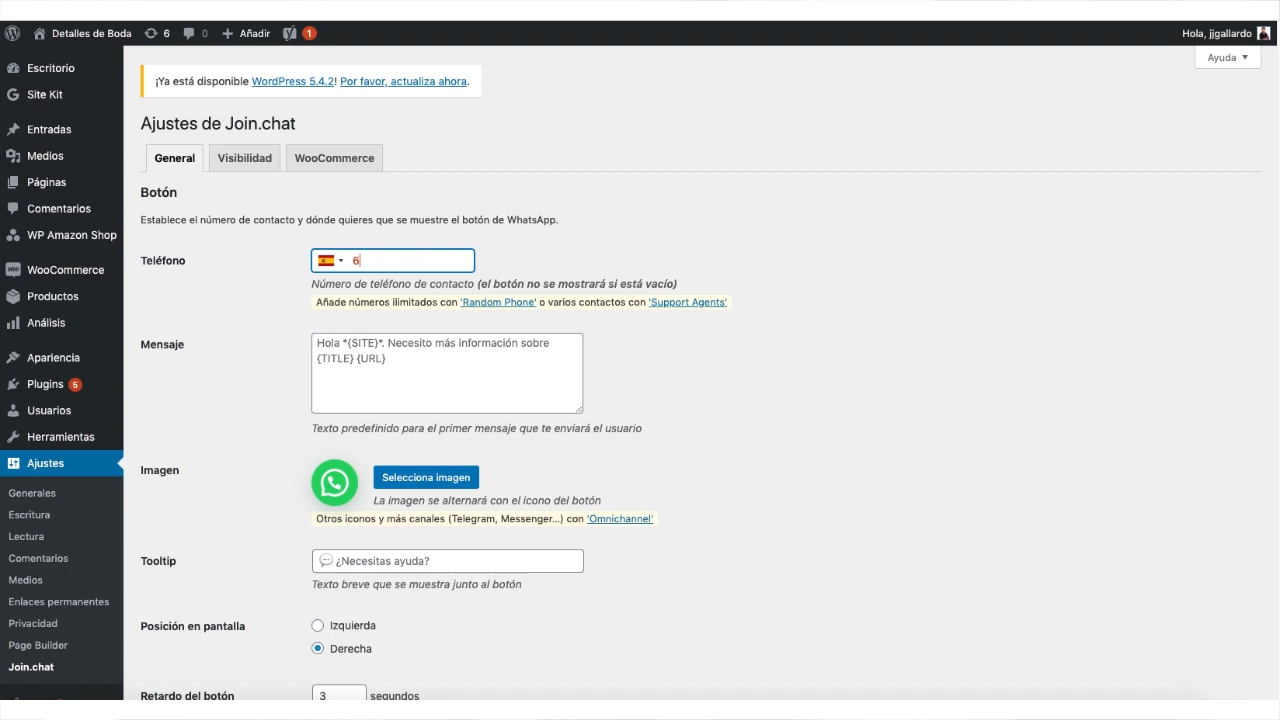 Detalles de Boda
6
0
Añadir
1
Hola, jjgallardo
Ayuda
Escritorio
Site Kit
Entradas
Medios
Páginas
Comentarios
WP Amazon Shop
WooCommerce
Productos
Análisis
Apariencia
Plugins 5
Usuarios
Herramientas
Ajustes
Generales
Escritura
Lectura
Comentarios
Medios
Enlaces permanentes
Privacidad
Page Builder
Join.chat
¡Ya está disponible WordPress 5.4.2! Por favor, actualiza ahora.
Ajustes de Join.chat
General
Visibilidad
WooCommerce
Botón
Establece el número de contacto y dónde quieres que se muestre el botón de WhatsApp.
Teléfono
6
Número de teléfono de contacto (el botón no se mostrará si está vacío)
Añade números ilimitados con 'Random Phone' o varios contactos con 'Support Agents'
Mensaje
Hola *{SITE}*. Necesito más información sobre
{TITLE} {URL}
Texto predefinido para el primer mensaje que te enviará el usuario
Imagen
Selecciona imagen
La imagen se alternará con el icono del botón
Otros iconos y más canales (Telegram, Messenger...) con 'Omnichannel'
Tooltip
💬 ¿Necesitas ayuda?
Texto breve que se muestra junto al botón
Posición en pantalla
Izquierda
Derecha
Retardo del botón
3
segundos